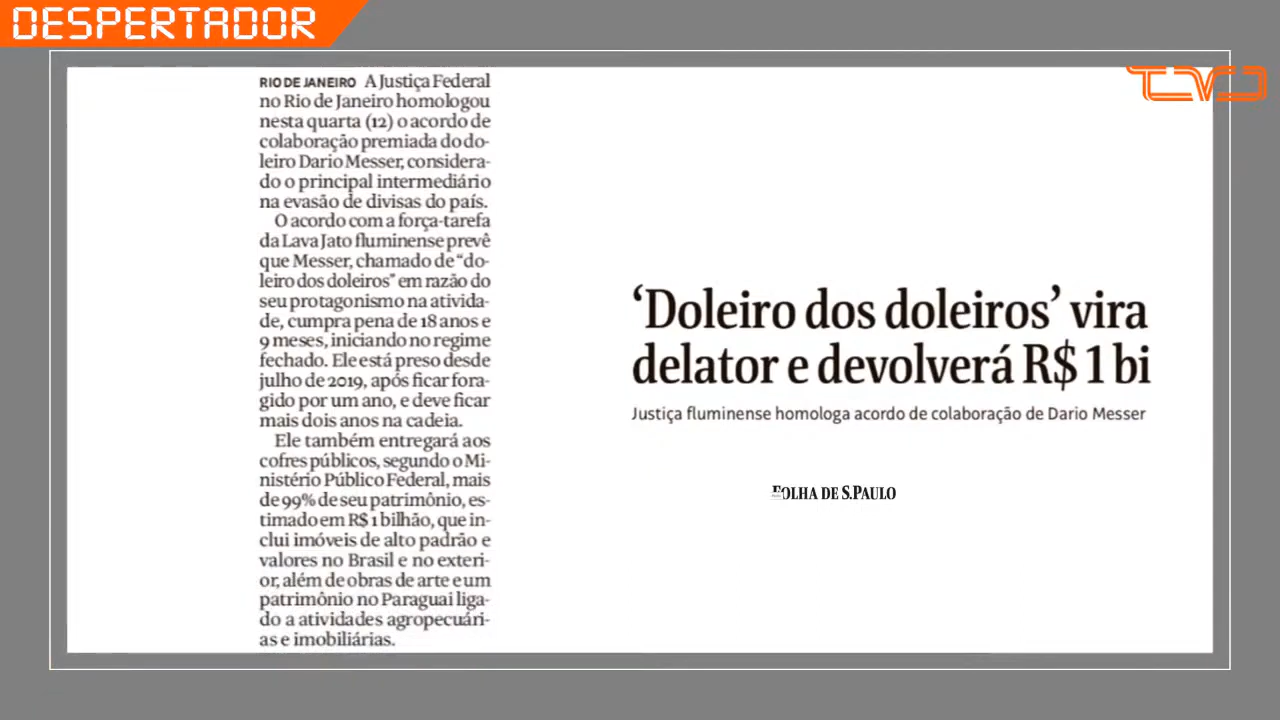 DESPERTADOR
TVD
RIO DE JANEIRO A Justiça Federal
no Rio de Janeiro homologou
nesta quarta (12) o acordo de
colaboração premiada do do-
leiro Dario Messer, considera-
do o principal intermediário
na evasão de divisas do país.
O acordo com a força-tarefa
da Lava Jato fluminense prevê
que Messer, chamado de “do-
leiro dos doleiros” em razão do
seu protagonismo na ativida-
de, cumpra pena de 18 anos e
9 meses, iniciando no regime
fechado. Ele está preso desde
julho de 2019, após ficar fora-
gido por um ano, e deve ficar
mais dois anos na cadeia.
Ele também entregará aos
cofres públicos, segundo o Mi-
nistério Público Federal, mais
de 99% de seu patrimônio, es-
timado em R$ 1 bilhão, que in-
clui imóveis de alto padrão e
valores no Brasil e no exteri-
or, além de obras de arte e um
patrimônio no Paraguai liga-
do a atividades agropecuári-
as e imobiliárias.
‘Doleiro dos doleiros’ vira
delator e devolverá R$ 1 bi
Justiça fluminense homologa acordo de colaboração de Dario Messer
FOLHA DE S.PAULO